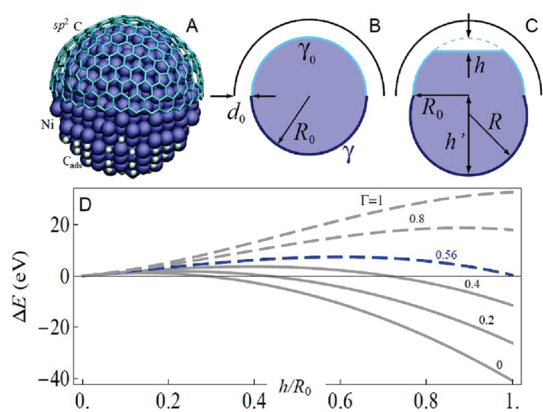 A
B
C
sp² C
Ni
C_ads
d₀
γ₀
R₀
γ
h
R₀
h'
R
D
Γ=1
0.8
0.56
0.4
0.2
0
ΔE (eV)
20
0
-20
-40
0.
0.2
0.4
h/R₀
0.6
0.8
1.